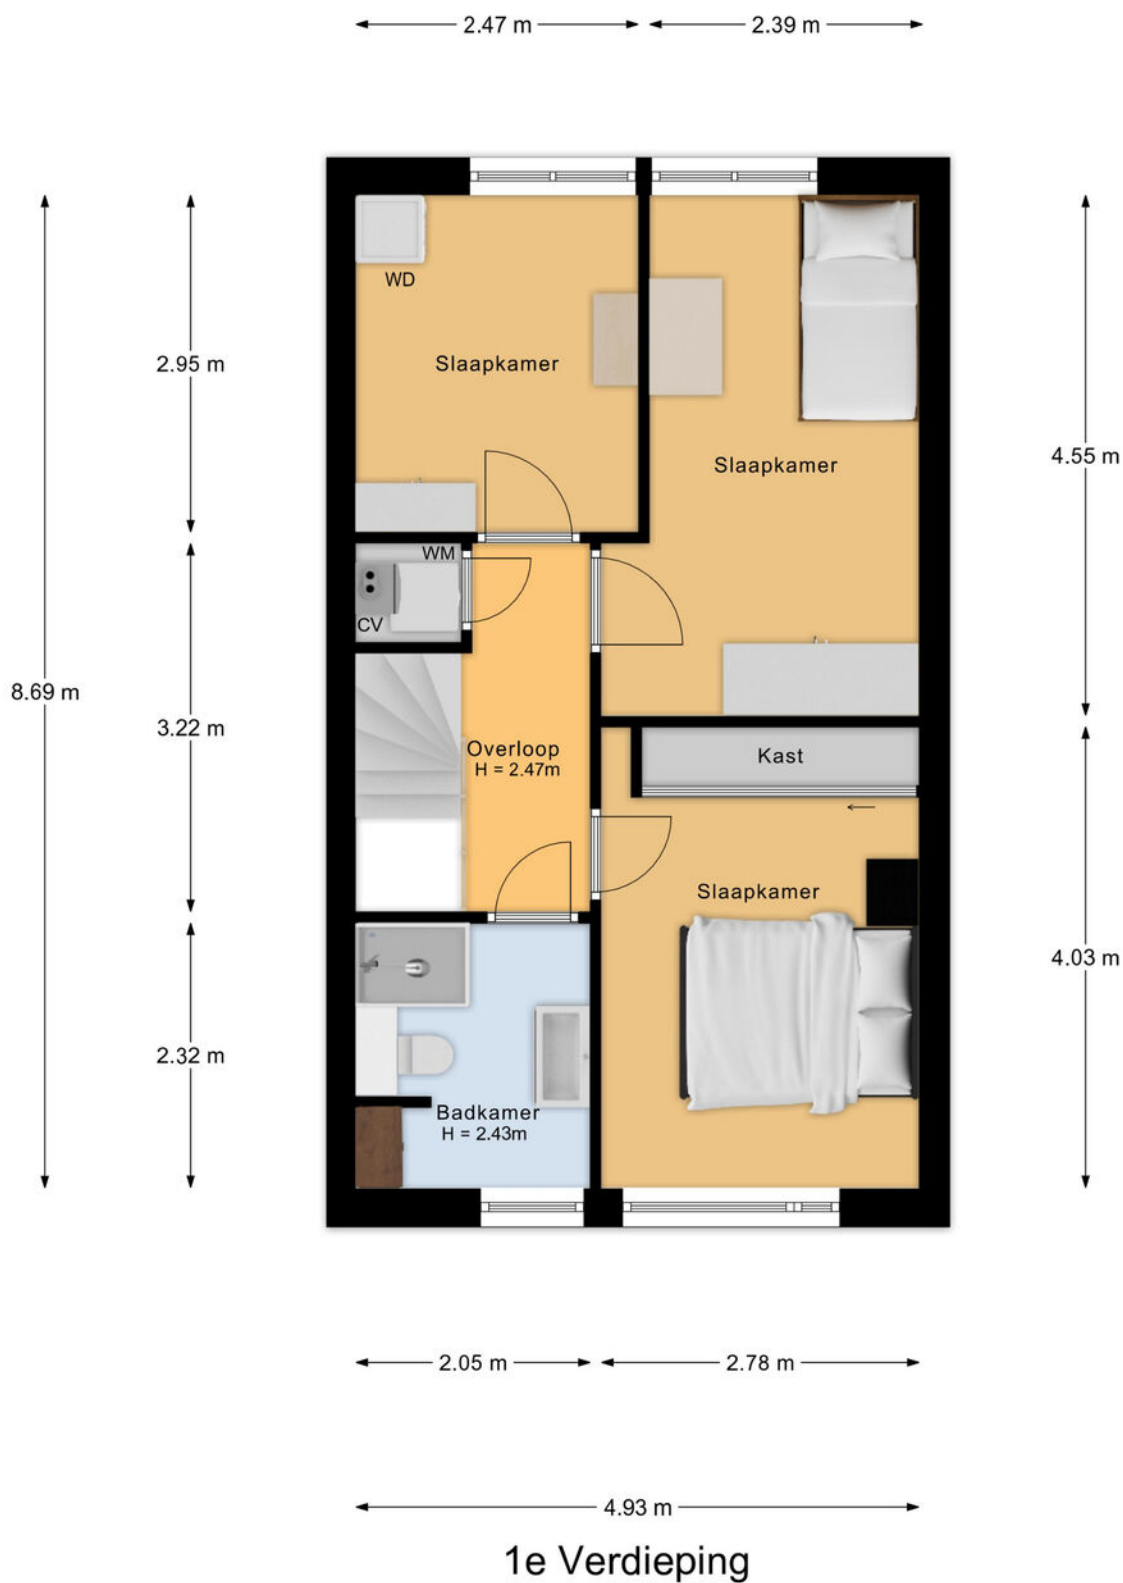 2.47 m
2.39 m
WD
2.95 m
Slaapkamer
4.55 m
Slaapkamer
WM
CV
8.69 m
3.22 m
Overloop
H = 2.47m
Kast
Slaapkamer
4.03 m
2.32 m
Badkamer
H = 2.43m
2.05 m
2.78 m
4.93 m
1e Verdieping